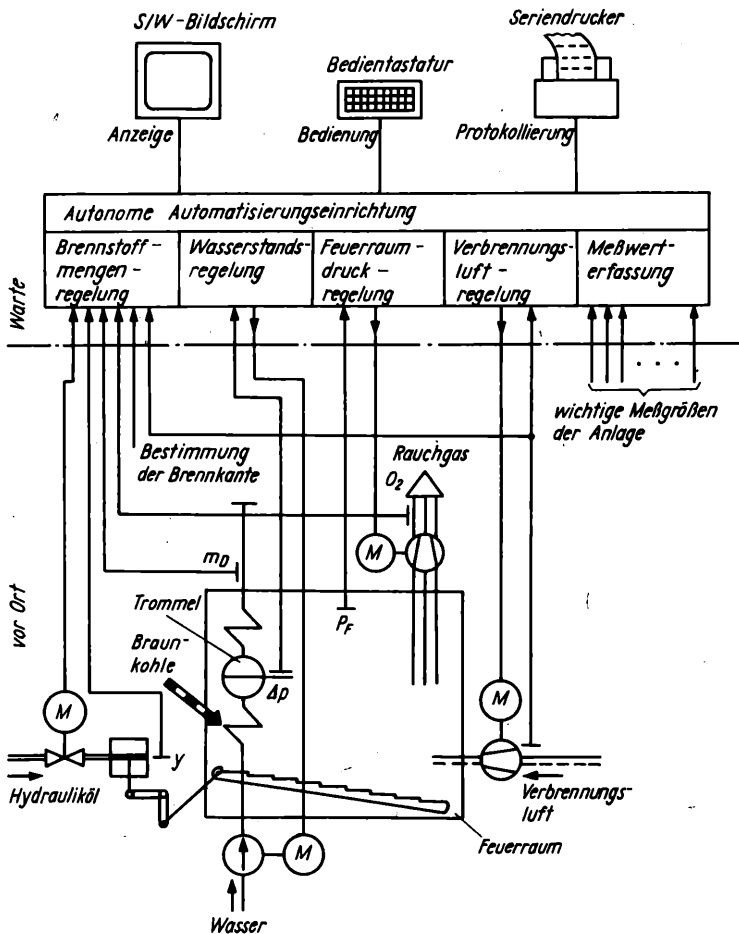 S/W-Bildschirm
Bedientastatur
Seriendrucker
Anzeige
Bedienung
Protokollierung
Autonome Automatisierungseinrichtung
Brennstoff-
mengen-
regelung
Wasserstands-
regelung
Feuerraum-
druck-
regelung
Verbrennungs-
luft-
regelung
Meßwert-
erfassung
Warte
wichtige Meßgrößen
der Anlage
Bestimmung
der Brennkante
Rauchgas
O2
M
mD
vor Ort
Trommel
PF
Braun-
kohle
Δp
M
M
y
Hydrauliköl
Verbrennungs-
luft
M
Feuerraum
Wasser